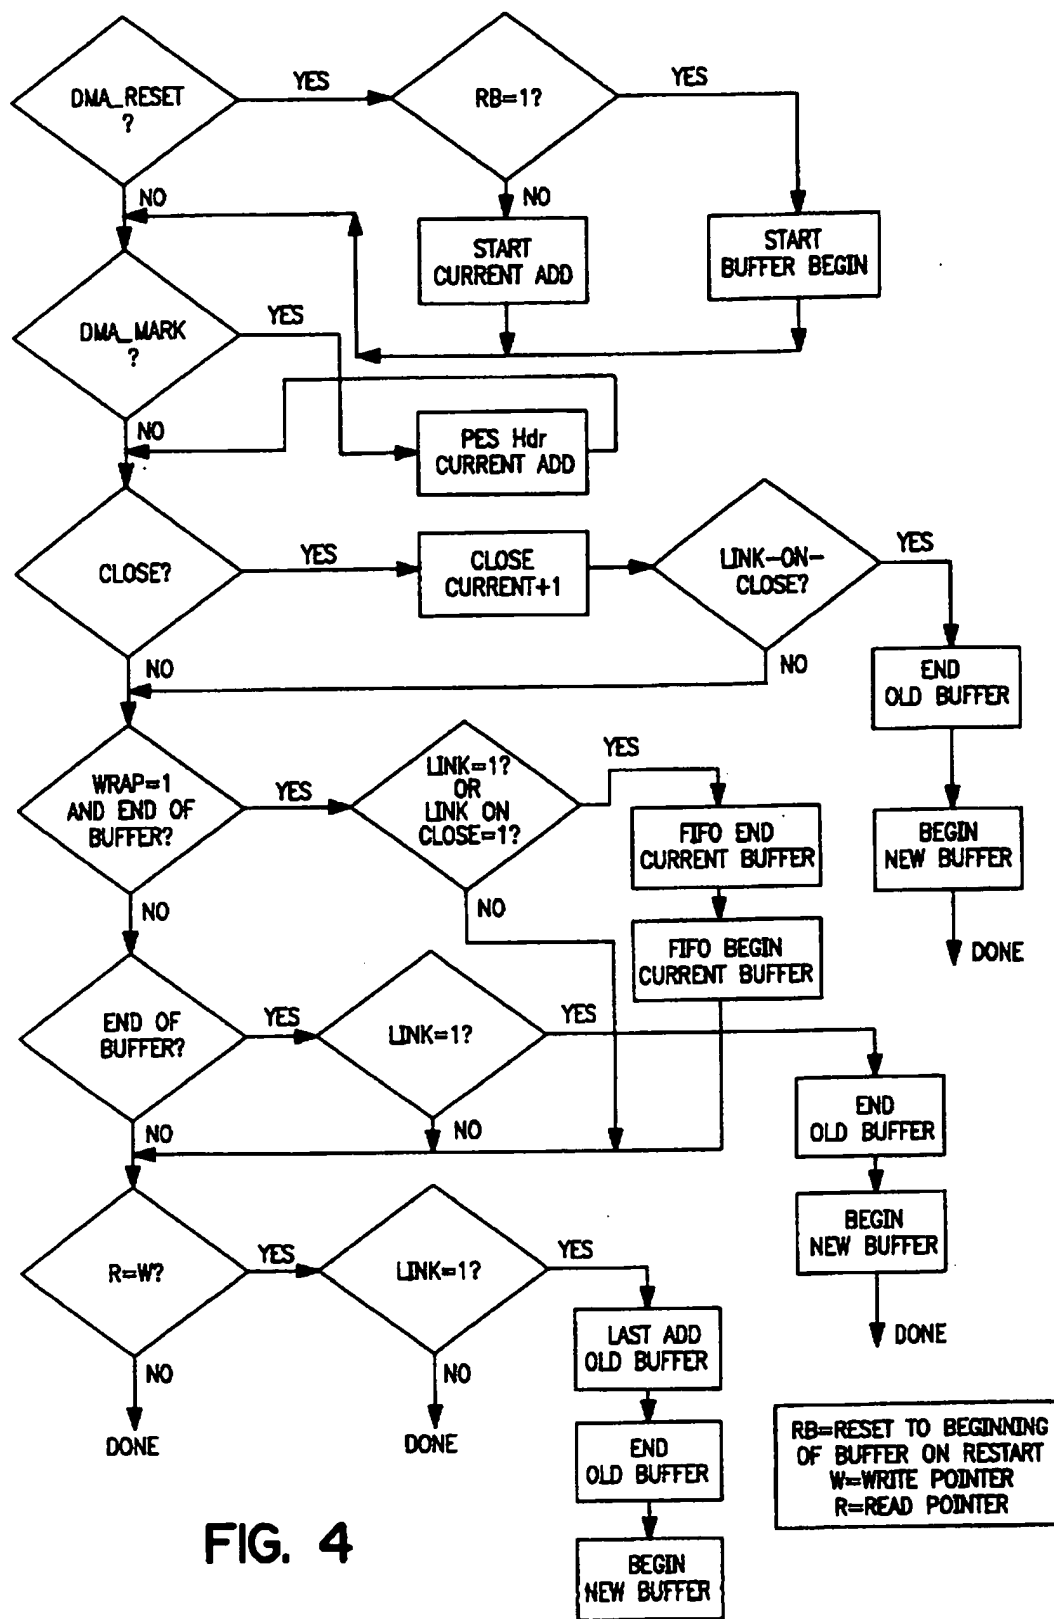 DMA_RESET
?
YES
RB=1?
YES
NO
NO
START
CURRENT ADD
START
BUFFER BEGIN
DMA_MARK
?
YES
NO
PES Hdr
CURRENT ADD
CLOSE?
YES
CLOSE
CURRENT+1
LINK-ON-
CLOSE?
YES
NO
NO
END
OLD BUFFER
BEGIN
NEW BUFFER
DONE
WRAP=1
AND END OF
BUFFER?
YES
LINK=1?
OR
LINK ON
CLOSE=1?
YES
NO
NO
FIFO END
CURRENT BUFFER
FIFO BEGIN
CURRENT BUFFER
END OF
BUFFER?
YES
LINK=1?
YES
NO
NO
END
OLD BUFFER
BEGIN
NEW BUFFER
DONE
R=W?
YES
LINK=1?
YES
NO
NO
DONE
DONE
LAST ADD
OLD BUFFER
END
OLD BUFFER
BEGIN
NEW BUFFER
RB=RESET TO BEGINNING
OF BUFFER ON RESTART
W=WRITE POINTER
R=READ POINTER
FIG. 4